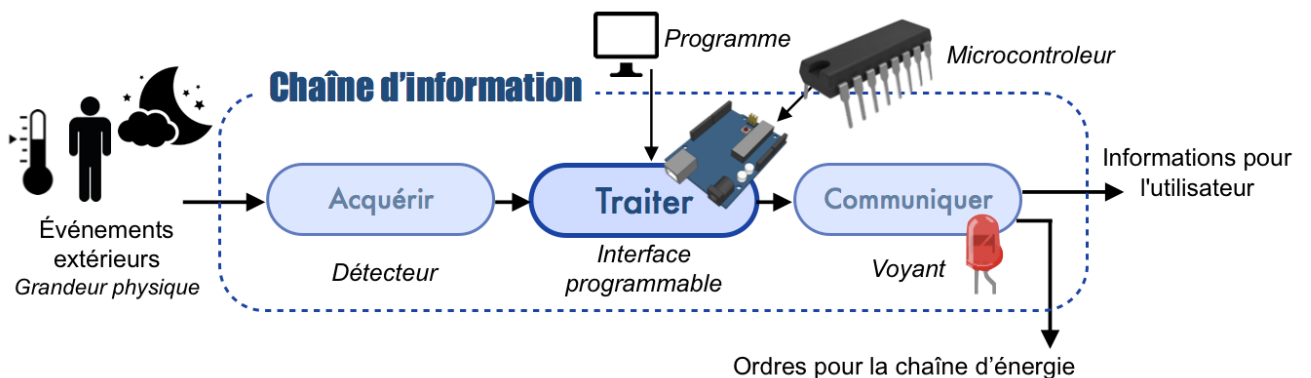 Programme
Microcontroleur
Chaîne d'information
Événements
extérieurs
Grandeur physique
Acquérir
Détecteur
Traiter
Interface
programmable
Communiquer
Voyant
Informations pour
l'utilisateur
Ordres pour la chaîne d'énergie